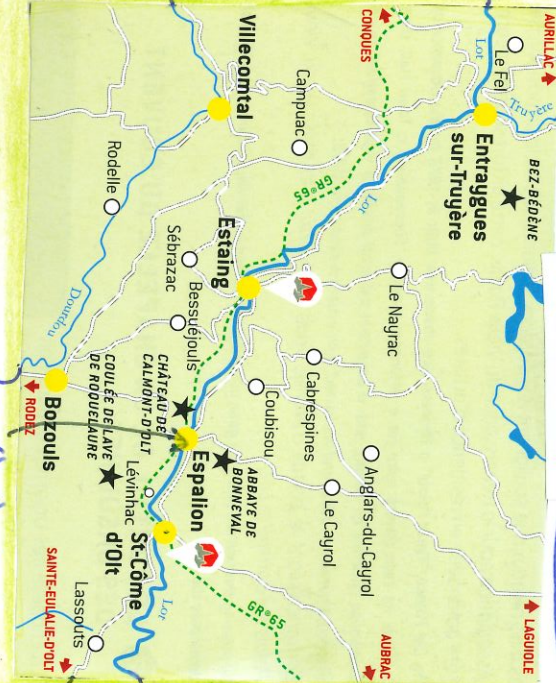 AURILLAC
LAGUIOLE
BEZ-BÉDÈNE
Le Fel
Truyère
Lot
Entraygues
sur-Truyère
Le Nayrac
Anglars-du-Cayrol
AUBRAC
CONQUES
Lot
Cabrespines
Le Cayrol
Campuac
GR®65
Coubisou
ABBAYE DE
BONNEVAL
GR®65
Villecomtal
Estaing
Espalion
Sébrazac
Bessuéjouls
CHÂTEAU DE
CALMONT-D'OLT
Lot
Lévinhac
St-Côme
d'Olt
Rodelle
COULÉE DE LAVE
DE ROQUELAURE
Dourdou
Lassouts
Bozouls
SAINTE-EULALIE-D'OLT
RODEZ